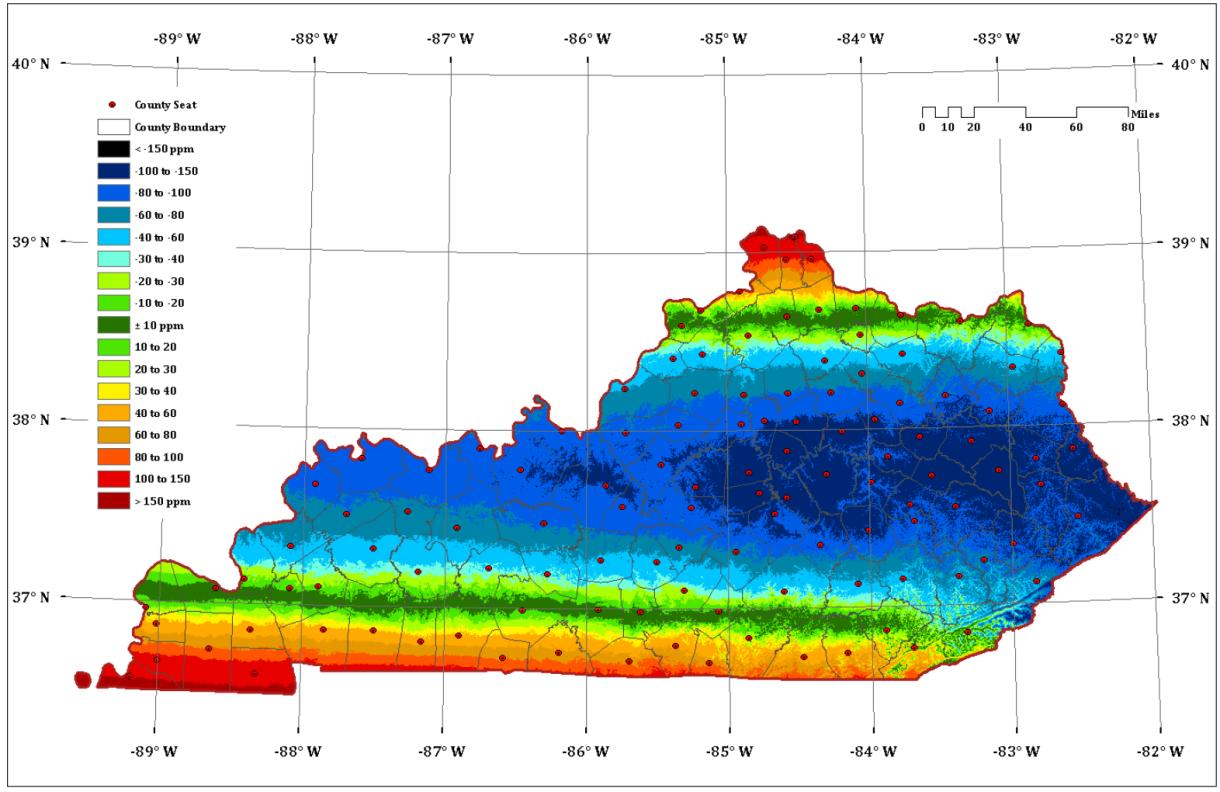 -89° W -88° W -87° W -86° W -85° W -84° W -83° W -82° W
40° N 40° N
County Seat
County Boundary
Miles
0 10 20 40 60 80
< -150 ppm
-100 to -150
-80 to -100
-60 to -80
-40 to -60
39° N 39° N
-30 to -40
-20 to -30
-10 to -20
± 10 ppm
10 to 20
20 to 30
30 to 40
40 to 60
38° N 38° N
60 to 80
80 to 100
100 to 150
> 150 ppm
37° N 37° N
-89° W -88° W -87° W -86° W -85° W -84° W -83° W -82° W